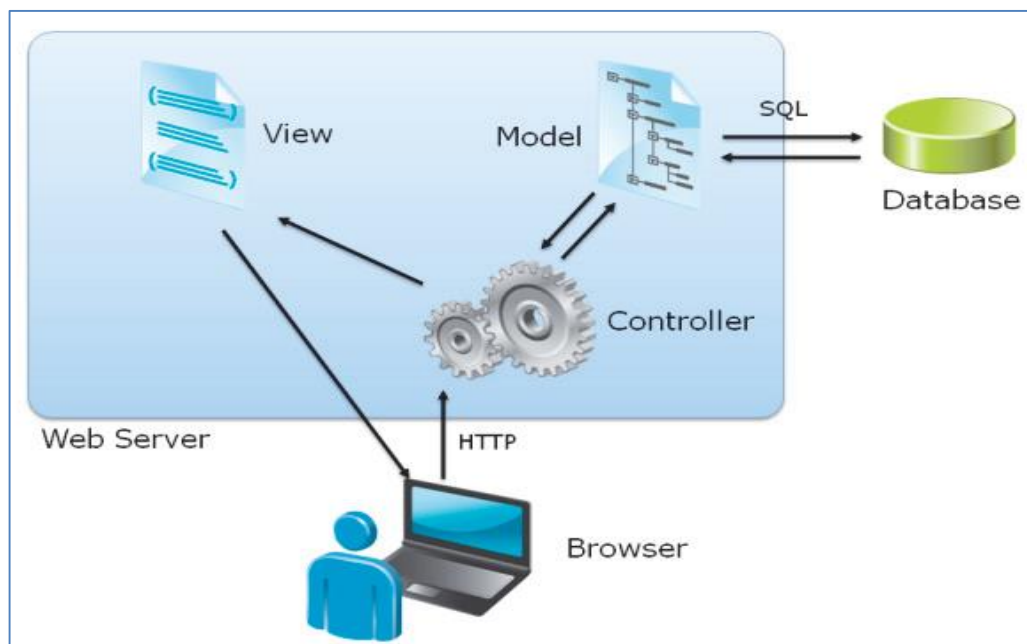 View
Model
SQL
Database
Controller
Web Server
HTTP
Browser